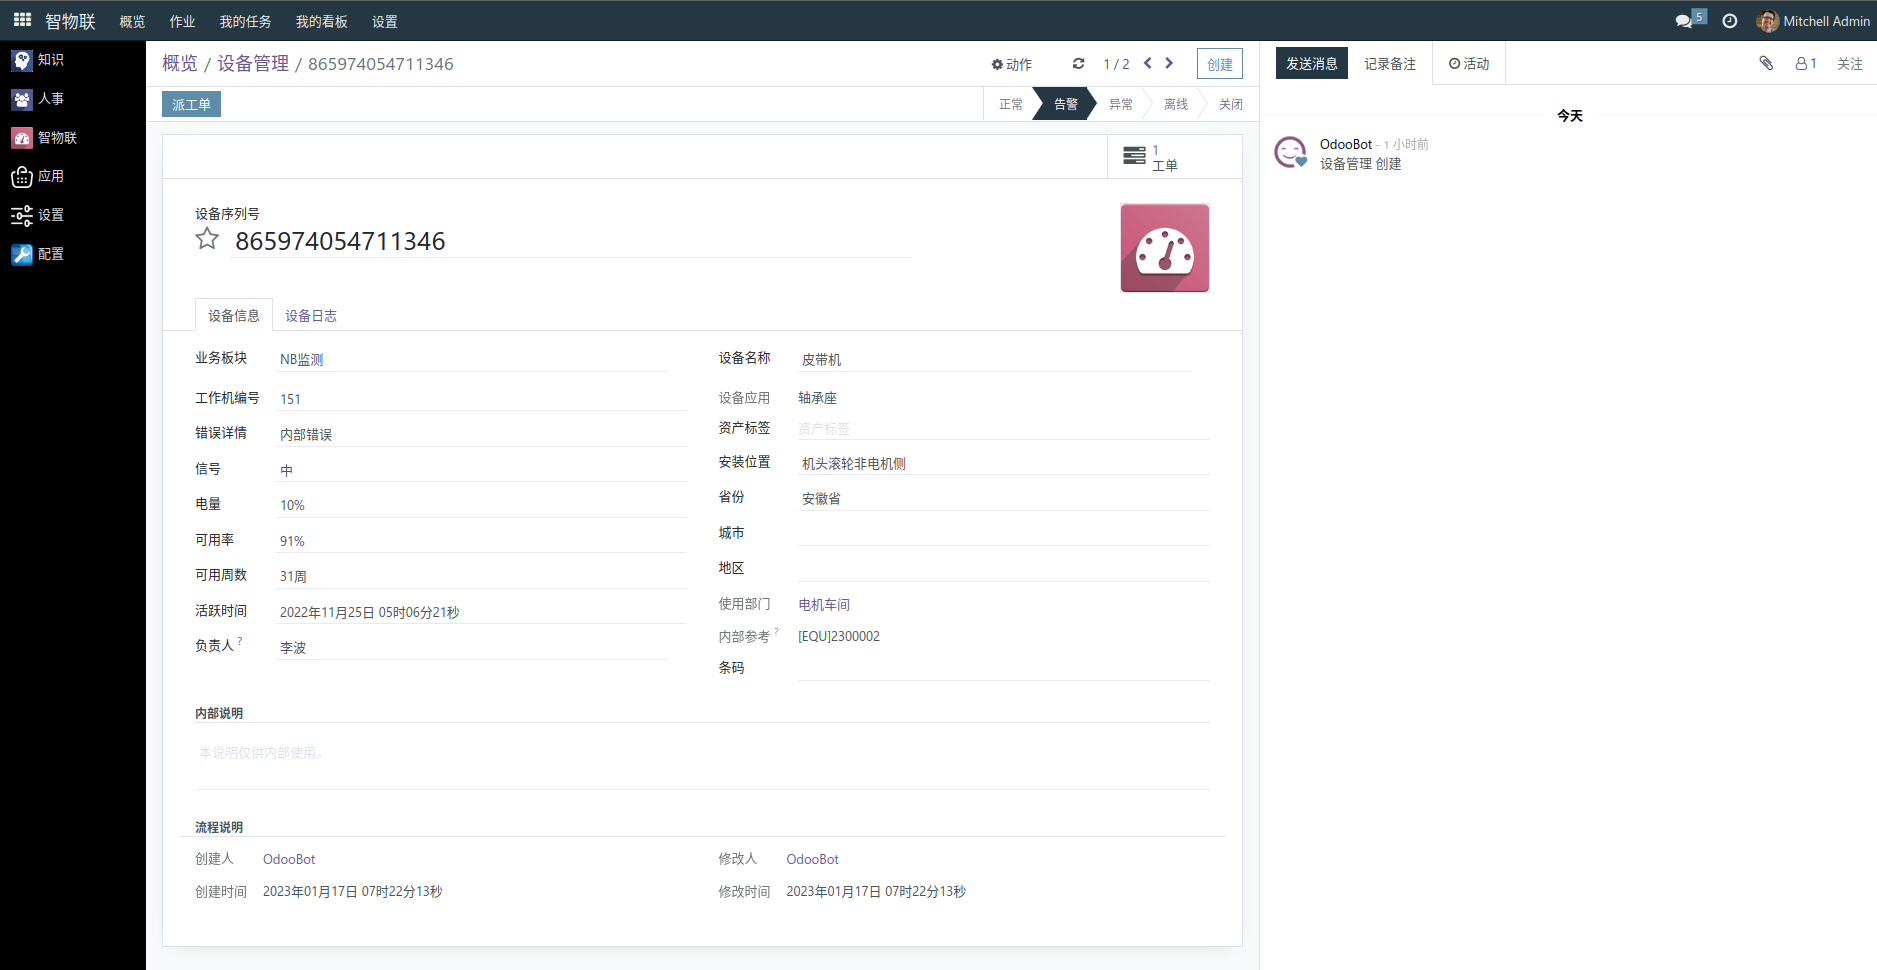 智物联 概览 作业 我的任务 我的看板 设置 5 Mitchell Admin
知识
人事
智物联
应用
设置
配置
概览 / 设备管理 / 865974054711346 动作 1 / 2 创建
派工单 正常 告警 异常 离线 关闭
1
工单
设备序列号
865974054711346
设备信息 设备日志
业务板块 NB监测 设备名称 皮带机
工作机编号 151 设备应用 轴承座
错误详情 内部错误 资产标签 资产标签
信号 中 安装位置 机头滚轮非电机侧
电量 10% 省份 安徽省
可用率 91% 城市
可用周数 31周 地区
活跃时间 2022年11月25日 05时06分21秒 使用部门 电机车间
负责人 ? 李波 内部参考 ? [EQU]2300002
条码
内部说明
本说明仅供内部使用。
流程说明
创建人 OdooBot 修改人 OdooBot
创建时间 2023年01月17日 07时22分13秒 修改时间 2023年01月17日 07时22分13秒
发送消息 记录备注 活动 1 关注
今天
OdooBot - 1 小时前
设备管理 创建